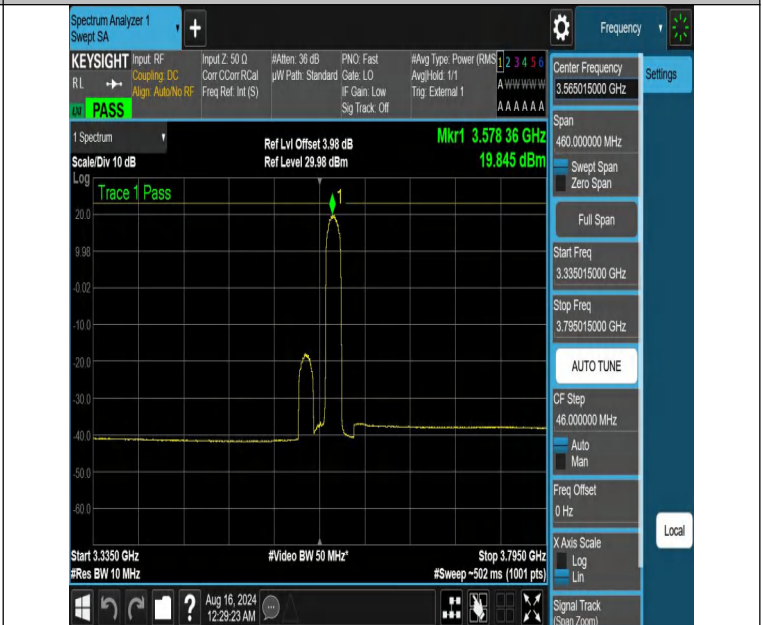 Spectrum Analyzer 1
Swept SA
+
Frequency
KEYSIGHT
RL
PASS
Input: RF
Coupling: DC
Align: Auto/No RF
Input Z: 50 Ω
Corr CCorr RCal
Freq Ref: Int (S)
#Atten: 36 dB
µW Path: Standard
PNO: Fast
Gate: LO
IF Gain: Low
Sig Track: Off
#Avg Type: Power (RMS
Avg|Hold: 1/1
Trig: External 1
1 2 3 4 5 6
A W W W W W
A A A A A A
Center Frequency
3.565015000 GHz
Settings
1 Spectrum
Scale/Div 10 dB
Ref Lvl Offset 3.98 dB
Ref Level 29.98 dBm
Mkr1 3.578 36 GHz
19.845 dBm
Span
460.000000 MHz
Swept Span
Zero Span
Full Span
Start Freq
3.335015000 GHz
Stop Freq
3.795015000 GHz
AUTO TUNE
CF Step
46.000000 MHz
Auto
Man
Freq Offset
0 Hz
X Axis Scale
Log
Lin
Local
Signal Track
(Span Zoom)
Log
Trace 1 Pass
1
20.0
9.98
-0.02
-10.0
-20.0
-30.0
-40.0
-50.0
-60.0
Start 3.3350 GHz
#Res BW 10 MHz
#Video BW 50 MHz*
Stop 3.7950 GHz
#Sweep ~502 ms (1001 pts)
?
Aug 16, 2024
12:29:23 AM